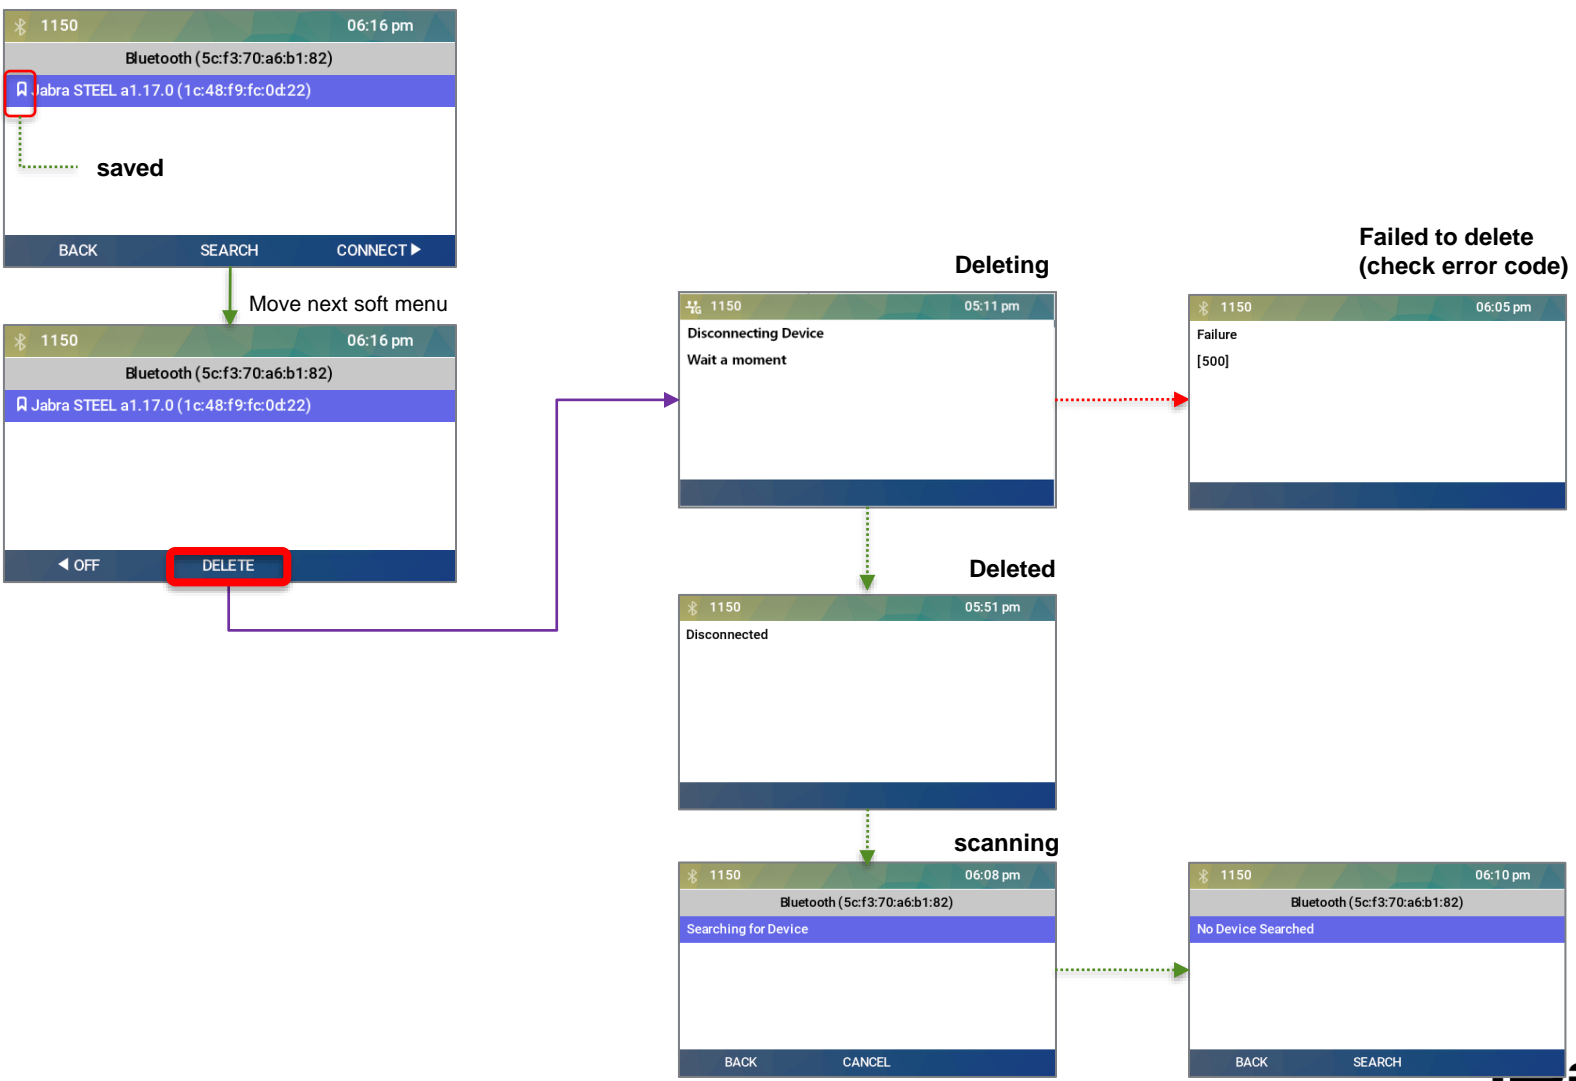 1150 06:16 pm
Bluetooth (5c:f3:70:a6:b1:82)
Jabra STEEL a1.17.0 (1c:48:f9:fc:0d:22)
saved
BACK SEARCH CONNECT
Move next soft menu
1150 06:16 pm
Bluetooth (5c:f3:70:a6:b1:82)
Jabra STEEL a1.17.0 (1c:48:f9:fc:0d:22)
OFF DELETE
Deleting
1150 05:11 pm
Disconnecting Device
Wait a moment
Failed to delete
(check error code)
1150 06:05 pm
Failure
[500]
Deleted
1150 05:51 pm
Disconnected
scanning
1150 06:08 pm
Bluetooth (5c:f3:70:a6:b1:82)
Searching for Device
BACK CANCEL
1150 06:10 pm
Bluetooth (5c:f3:70:a6:b1:82)
No Device Searched
BACK SEARCH